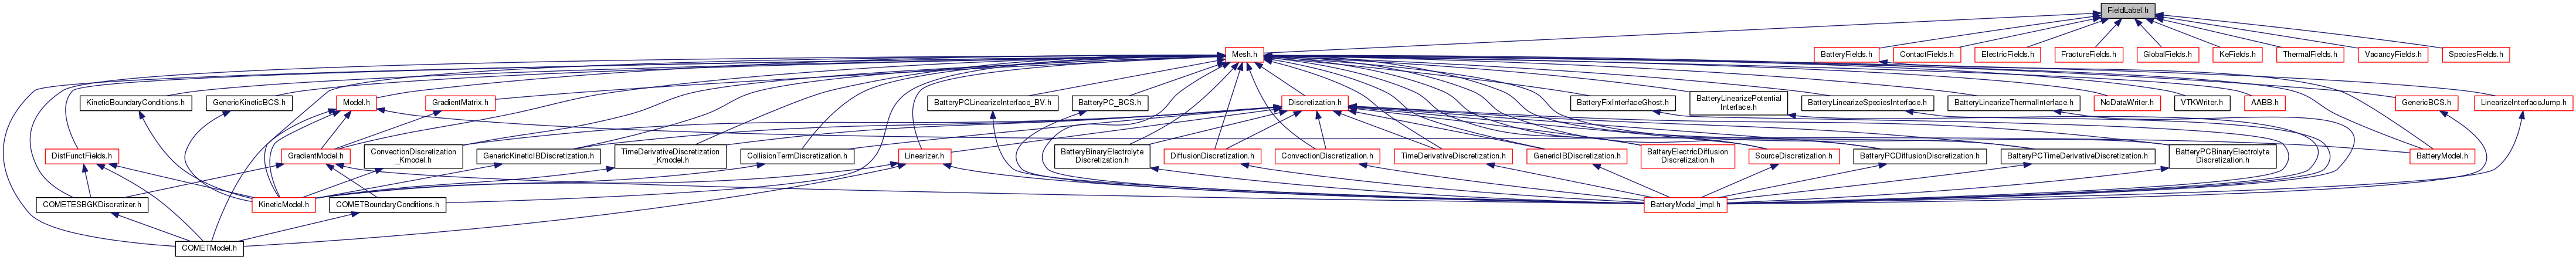 FieldLabel.h
Mesh.h
BatteryFields.h
ContactFields.h
ElectricFields.h
FractureFields.h
GlobalFields.h
KeFields.h
ThermalFields.h
VacancyFields.h
SpeciesFields.h
KineticBoundaryConditions.h
GenericKineticBCS.h
Model.h
GradientMatrix.h
BatteryPCLinearizeInterface_BV.h
BatteryPC_BCS.h
Discretization.h
BatteryFixInterfaceGhost.h
BatteryLinearizePotential
Interface.h
BatteryLinearizeSpeciesInterface.h
BatteryLinearizeThermalInterface.h
NcDataWriter.h
VTKWriter.h
AABB.h
GenericBCS.h
LinearizeInterfaceJump.h
DistFunctFields.h
GradientModel.h
ConvectionDiscretization
_Kmodel.h
GenericKineticIBDiscretization.h
TimeDerivativeDiscretization
_Kmodel.h
CollisionTermDiscretization.h
Linearizer.h
BatteryBinaryElectrolyte
Discretization.h
DiffusionDiscretization.h
ConvectionDiscretization.h
TimeDerivativeDiscretization.h
GenericIBDiscretization.h
BatteryElectricDiffusion
Discretization.h
SourceDiscretization.h
BatteryPCDiffusionDiscretization.h
BatteryPCTimeDerivativeDiscretization.h
BatteryPCBinaryElectrolyte
Discretization.h
BatteryModel.h
COMETESBGKDiscretizer.h
KineticModel.h
COMETBoundaryConditions.h
BatteryModel_impl.h
COMETModel.h